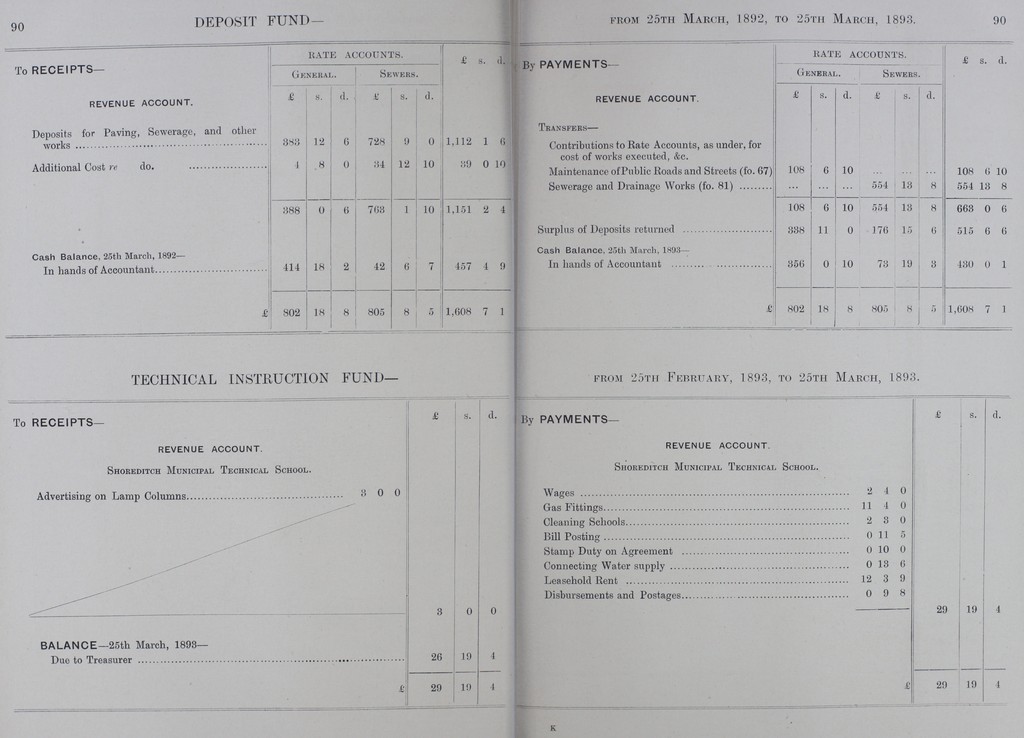 90 DEPOSIT FUND—
To RECEIPTS—
RATE ACCOUNTS. £ s. d.
GENERAL. SEWERS.
REVENUE ACCOUNT. £ s. d. £ s. d.
Deposits for Paving, Sewerage, and other
works 383 12 6 728 9 0 1,112 1 6
Additional Cost re do. 4 8 0 34 12 10 39 0 10
388 0 6 763 1 10 1,151 2 4
Cash Balance, 25th March, 1892—
In hands of Accountant 414 18 2 42 6 7 457 4 9
£ 802 18 8 805 8 5 1,608 7 1
TECHNICAL INSTRUCTION FUND—
To RECEIPTS— £ s. d.
REVENUE ACCOUNT.
SHOREDITCH MUNICIPAL TECHNICAL SCHOOL.
Advertising on Lamp Columns 3 0 0
3 0 0
BALANCE—25th March, 1893—
Due to Treasurer 26 19 4
£ 29 19 4
FROM 25TH MARCH, 1892, TO 25TH MARCH, 1893. 90
By PAYMENTS—
RATE ACCOUNTS. £ s. d.
GENERAL. SEWERS.
REVENUE ACCOUNT. £ s. d. £ s. d.
TRANSFERS—
Contributions to Rate Accounts, as under, for
cost of works executed, &c.
Maintenance of Public Roads and Streets (fo. 67) 108 6 10 ... ... ... 108 6 10
Sewerage and Drainage Works (fo. 81) ... ... ... 554 13 8 554 13 8
108 6 10 554 13 8 663 0 6
Surplus of Deposits returned 338 11 0 176 15 6 515 6 6
Cash Balance, 25th March, 1893—
In hands of Accountant 356 0 10 73 19 3 430 0 1
£ 802 18 8 805 8 5 1,608 7 1
FROM 25TH FEBRUARY, 1893, TO 25TH MARCH, 1893.
By PAYMENTS— £ s. d.
REVENUE ACCOUNT.
SHOREDITCH MUNICIPAL TECHNICAL SCHOOL.
Wages 2 4 0
Gas Fittings 11 4 0
Cleaning Schools 2 3 0
Bill Posting 0 11 5
Stamp Duty on Agreement 0 10 0
Connecting Water supply 0 13 6
Leasehold Rent 12 3 9
Disbursements and Postages 0 9 8
29 19 4
£ 29 19 4
K